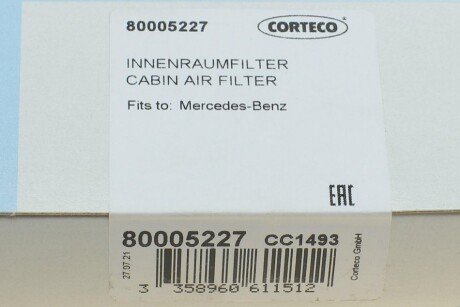 80005227 CORTECO
INNENRAUMFILTER
CABIN AIR FILTER
Fits to: Mercedes-Benz
EAC
80005227 CC1493
27.07.21
Corteco GmbH
3 358960 611512